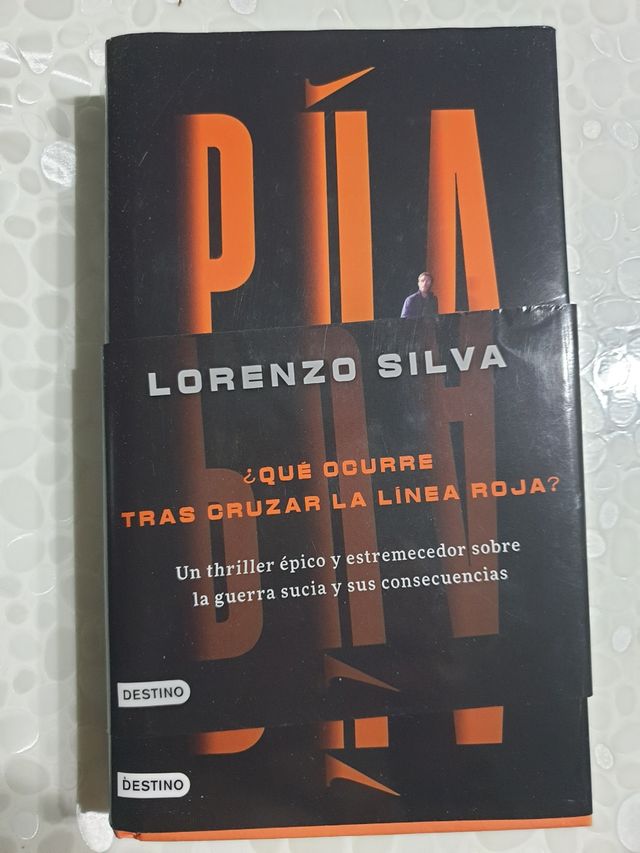 PÚA
LORENZO SILVA
¿QUÉ OCURRE
TRAS CRUZAR LA LÍNEA ROJA?
Un thriller épico y estremecedor sobre
la guerra sucia y sus consecuencias
DESTINO
DESTINO